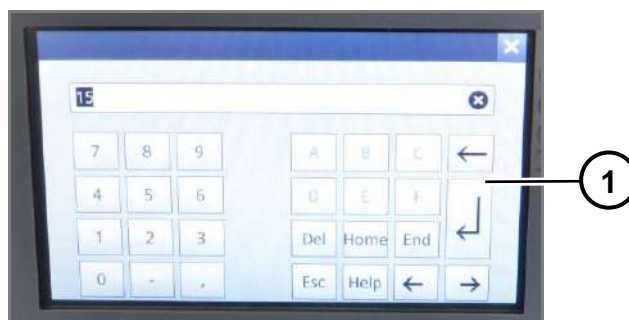 15
7 8 9 A B C ←
4 5 6 D E F ↵
1 2 3 Del Home End
0 - , Esc Help ← →
1